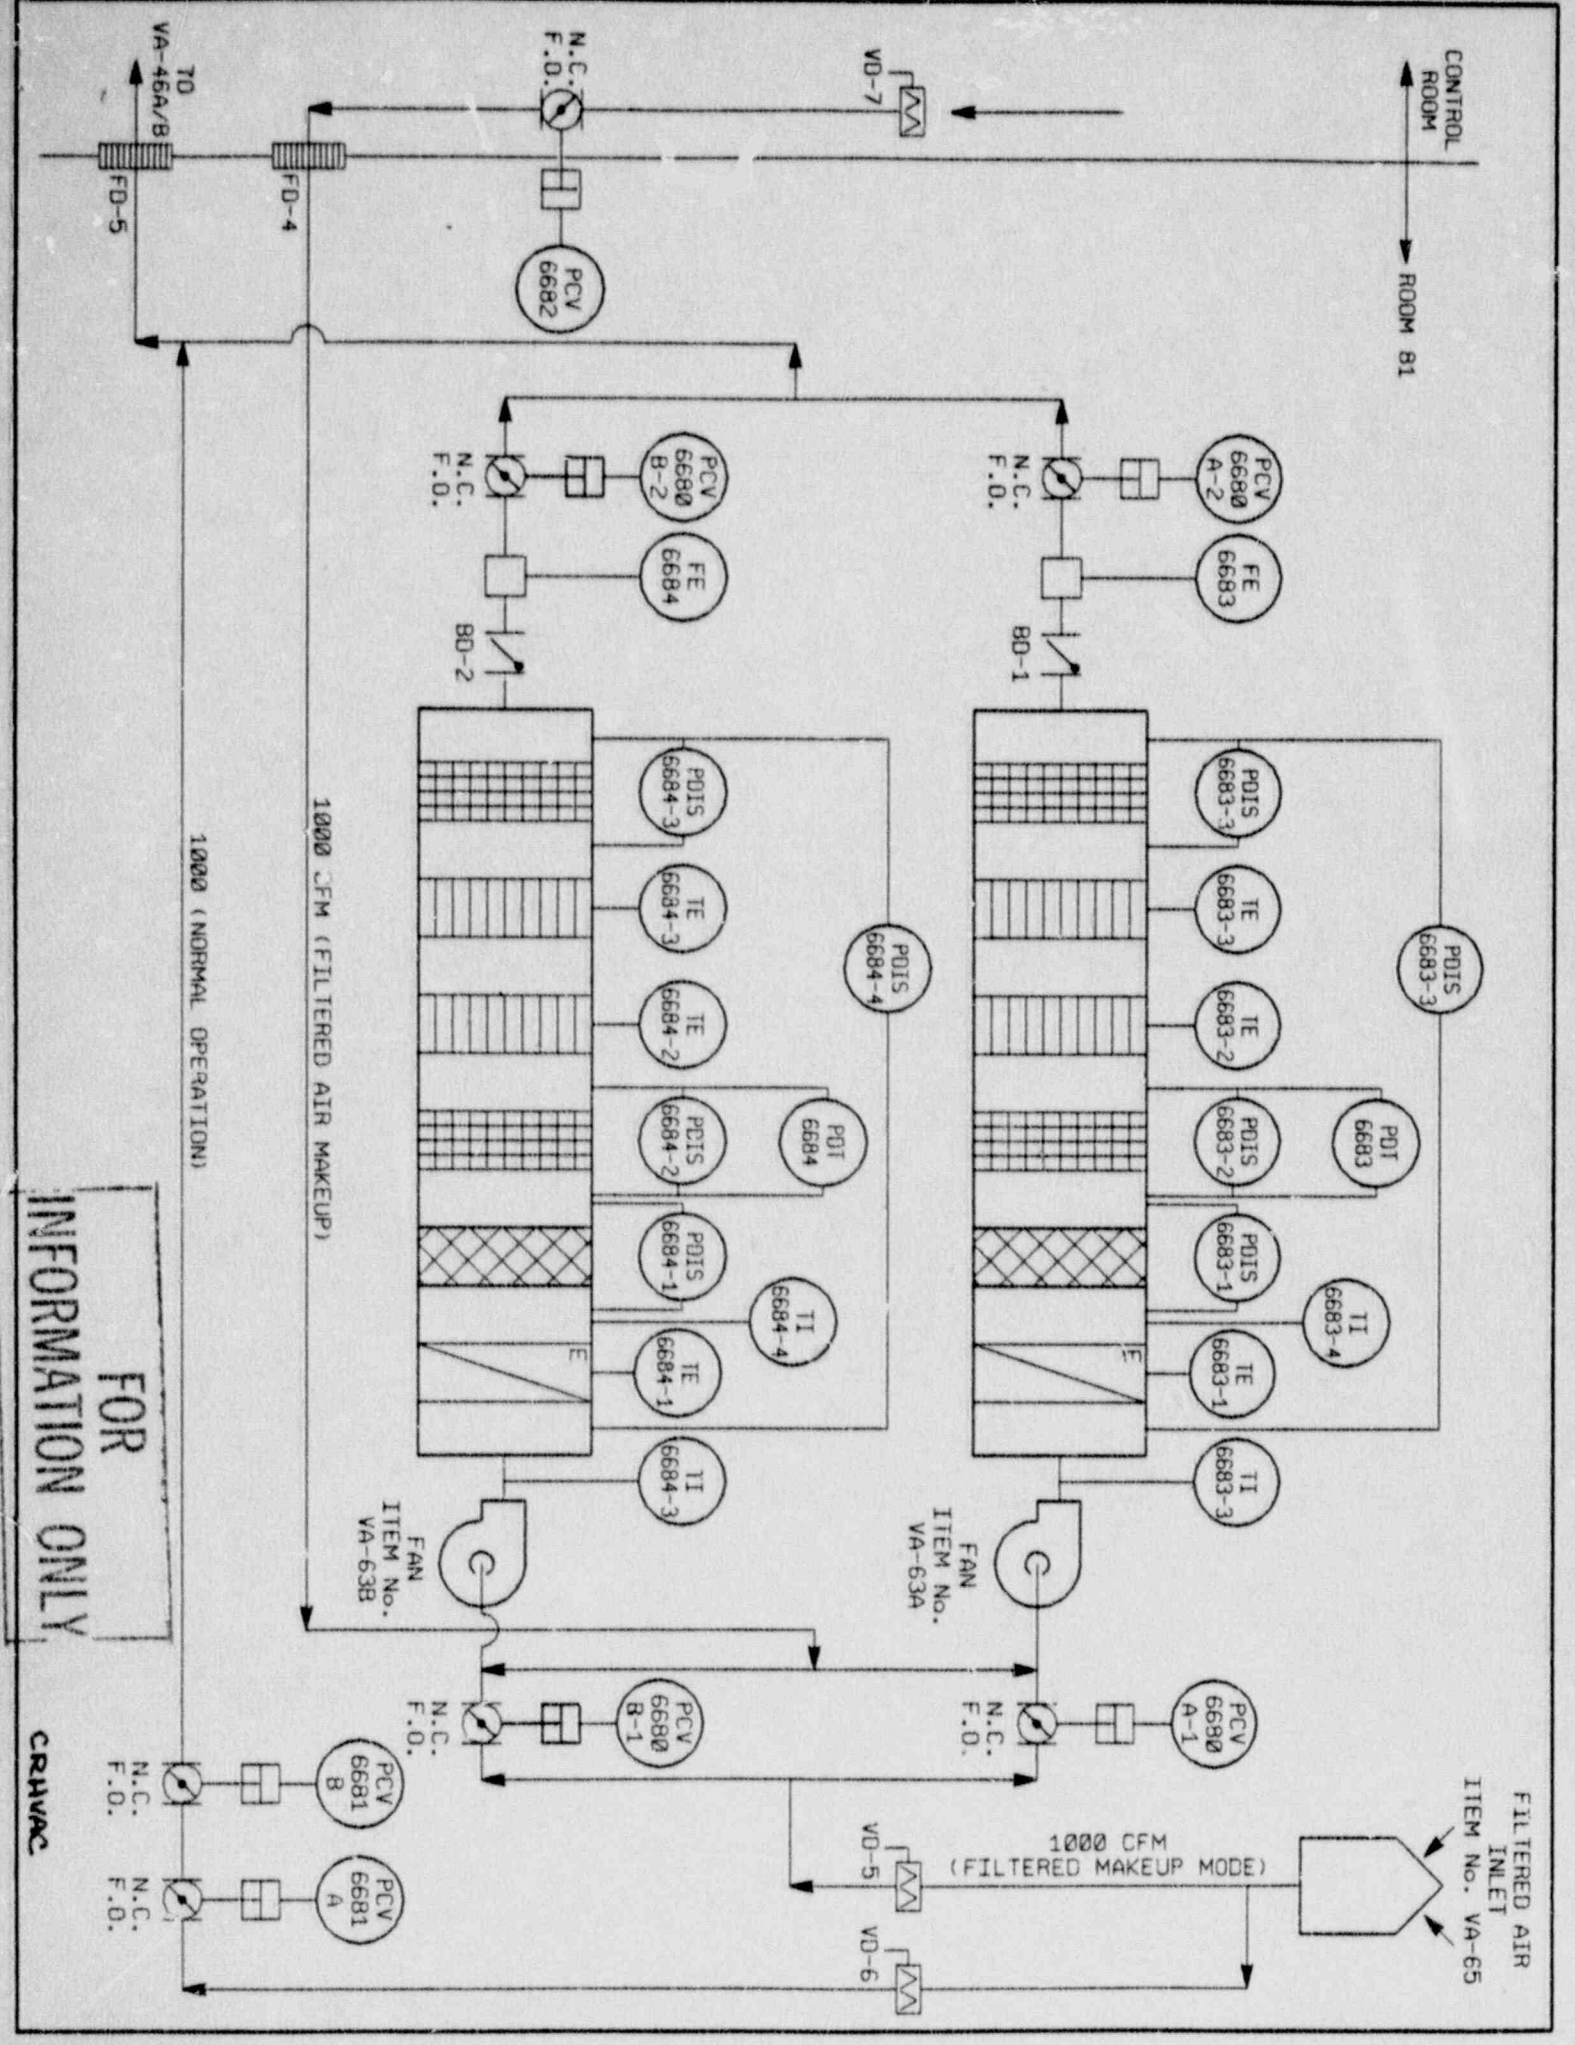 CONTROL
ROOM
ROOM 81
VD-7
N.C.
F.O.
TO
VA-46A/B
FD-5
FD-4
PCV
6682
PCV
6680
A-2
N.C.
F.O.
FE
6683
BD-1
PDIS
6683-3
TE
6683-3
PDIS
6683-3
TE
6683-2
PDIS
6683-2
PDT
6683
PDIS
6683-1
TI
6683-4
E
TE
6683-1
TI
6683-3
FAN
ITEM No.
VA-63A
PCV
6680
A-1
N.C.
F.O.
FILTERED AIR
INLET
ITEM No. VA-65
PCV
6680
B-2
N.C.
F.O.
FE
6684
BD-2
PDIS
6684-3
TE
6684-3
PDIS
6684-4
TE
6684-2
PDIS
6684-2
PDT
6684
PDIS
6684-1
TI
6684-4
E
TE
6684-1
TI
6684-3
FAN
ITEM No.
VA-63B
PCV
6680
B-1
N.C.
F.O.
1000 CFM
(FILTERED MAKEUP MODE)
VD-5
VD-6
1000 CFM (FILTERED AIR MAKEUP)
1000 (NORMAL OPERATION)
PCV
6681
B
N.C.
F.O.
PCV
6681
A
N.C.
F.O.
FOR
INFORMATION ONLY
CRHVAC